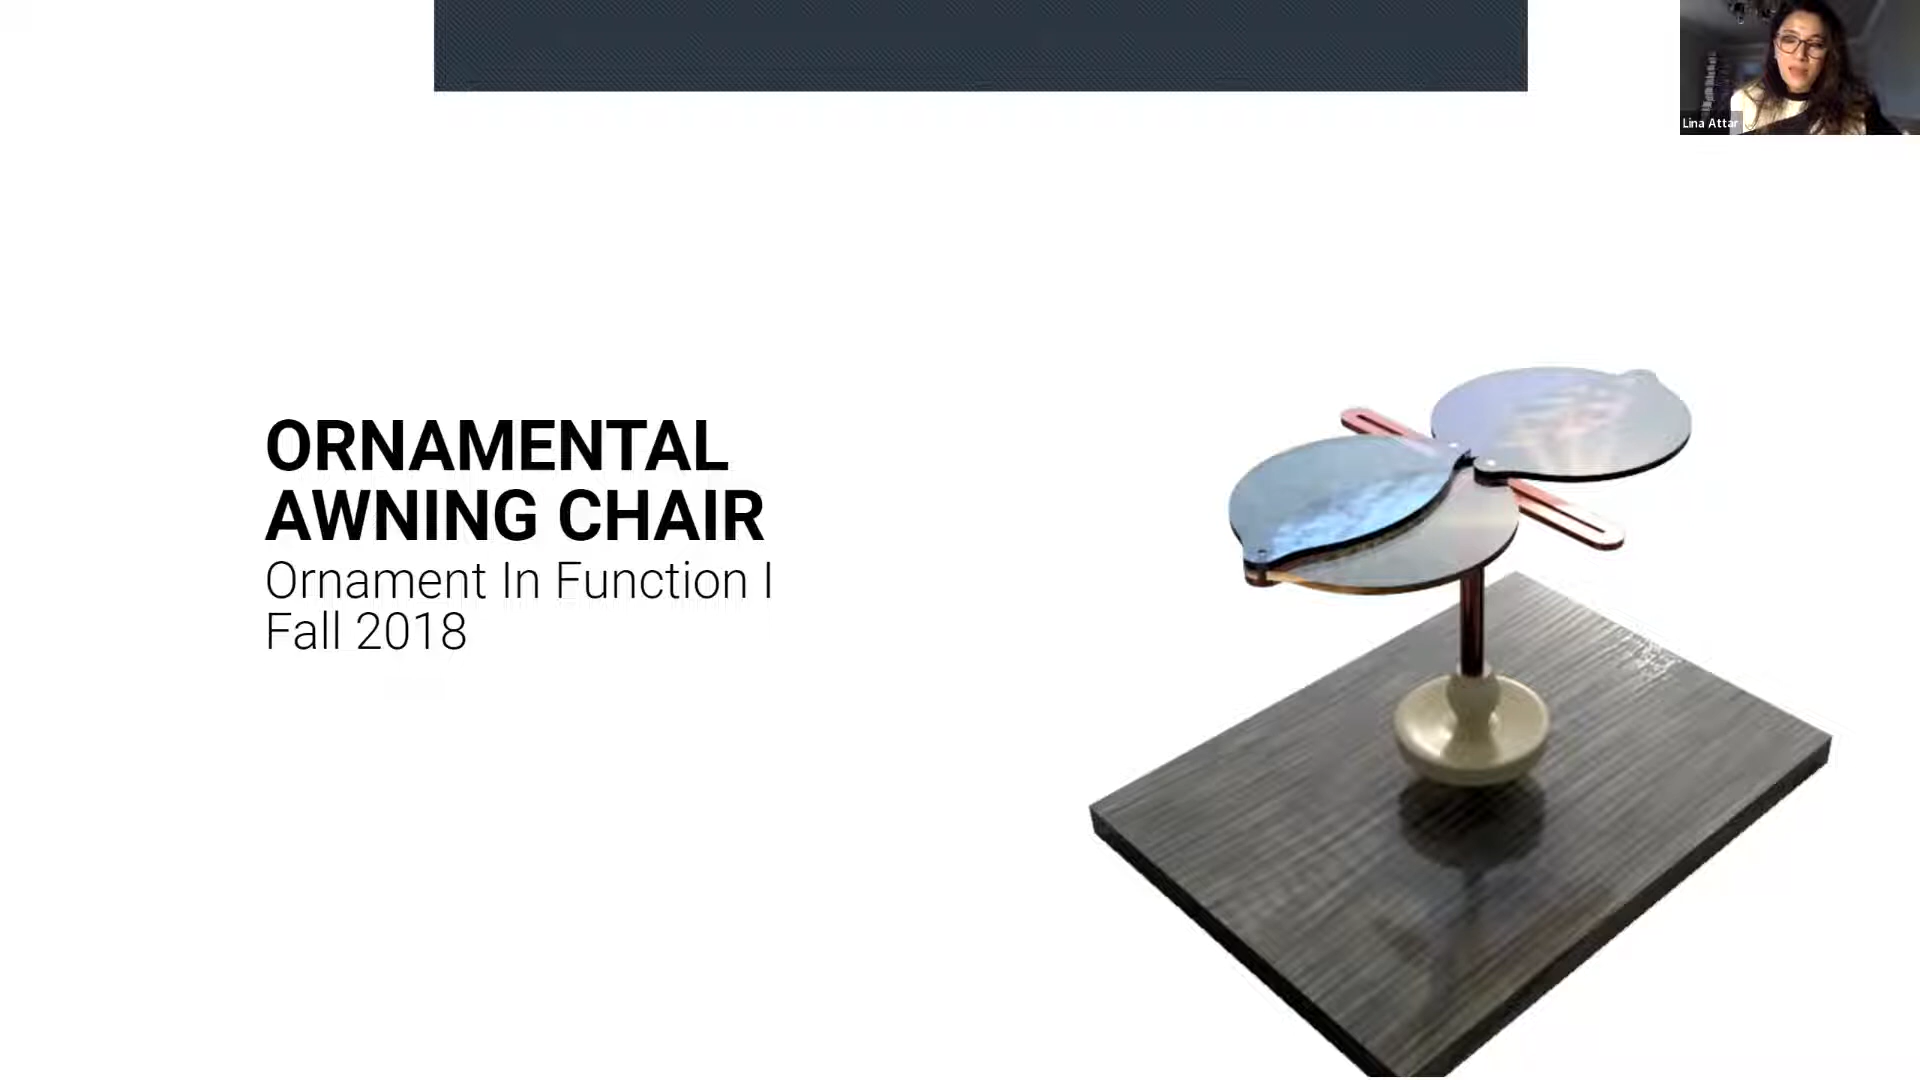 Lina Attar
ORNAMENTAL
AWNING CHAIR
Ornament In Function I
Fall 2018